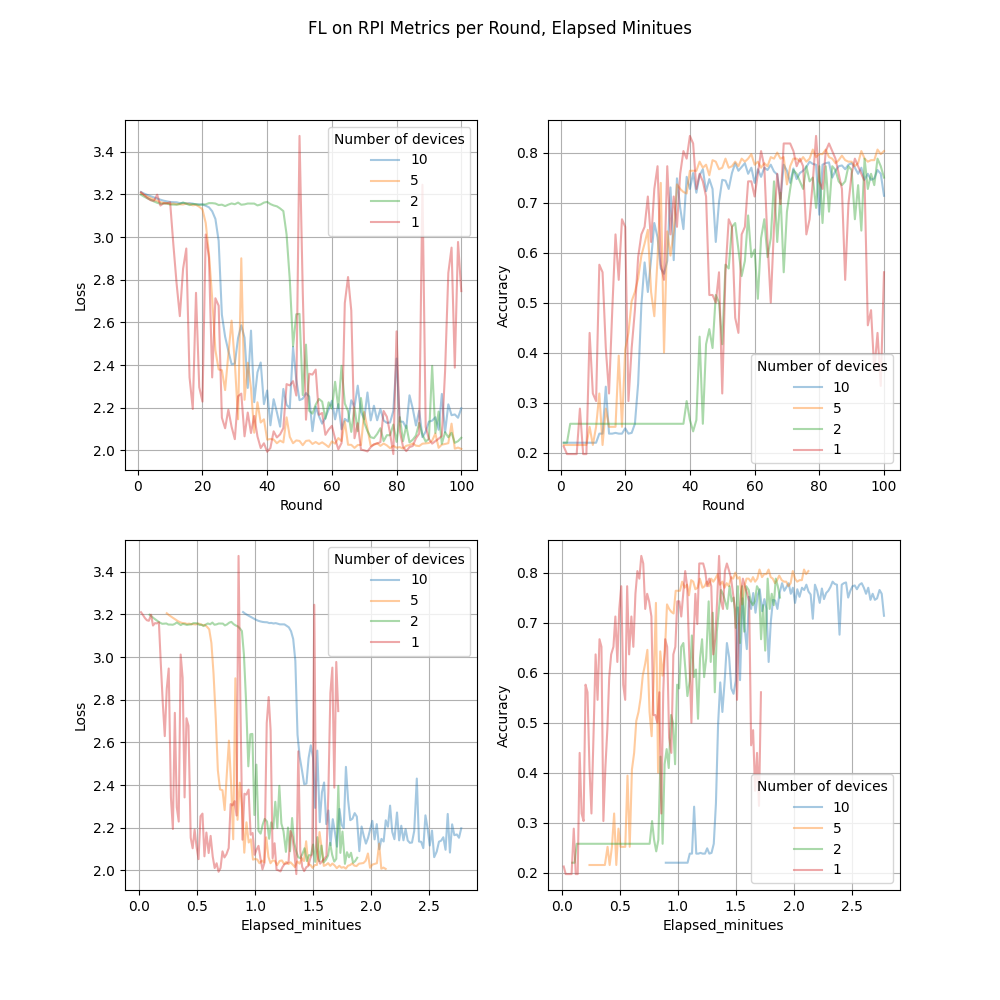 FL on RPI Metrics per Round, Elapsed Minitues
Loss
3.4
3.2
3.0
2.8
2.6
2.4
2.2
2.0
0 20 40 60 80 100
Round
Number of devices
10
5
2
1
Accuracy
0.8
0.7
0.6
0.5
0.4
0.3
0.2
0 20 40 60 80 100
Round
Number of devices
10
5
2
1
Loss
3.4
3.2
3.0
2.8
2.6
2.4
2.2
2.0
0.0 0.5 1.0 1.5 2.0 2.5
Elapsed_minitues
Number of devices
10
5
2
1
Accuracy
0.8
0.7
0.6
0.5
0.4
0.3
0.2
0.0 0.5 1.0 1.5 2.0 2.5
Elapsed_minitues
Number of devices
10
5
2
1